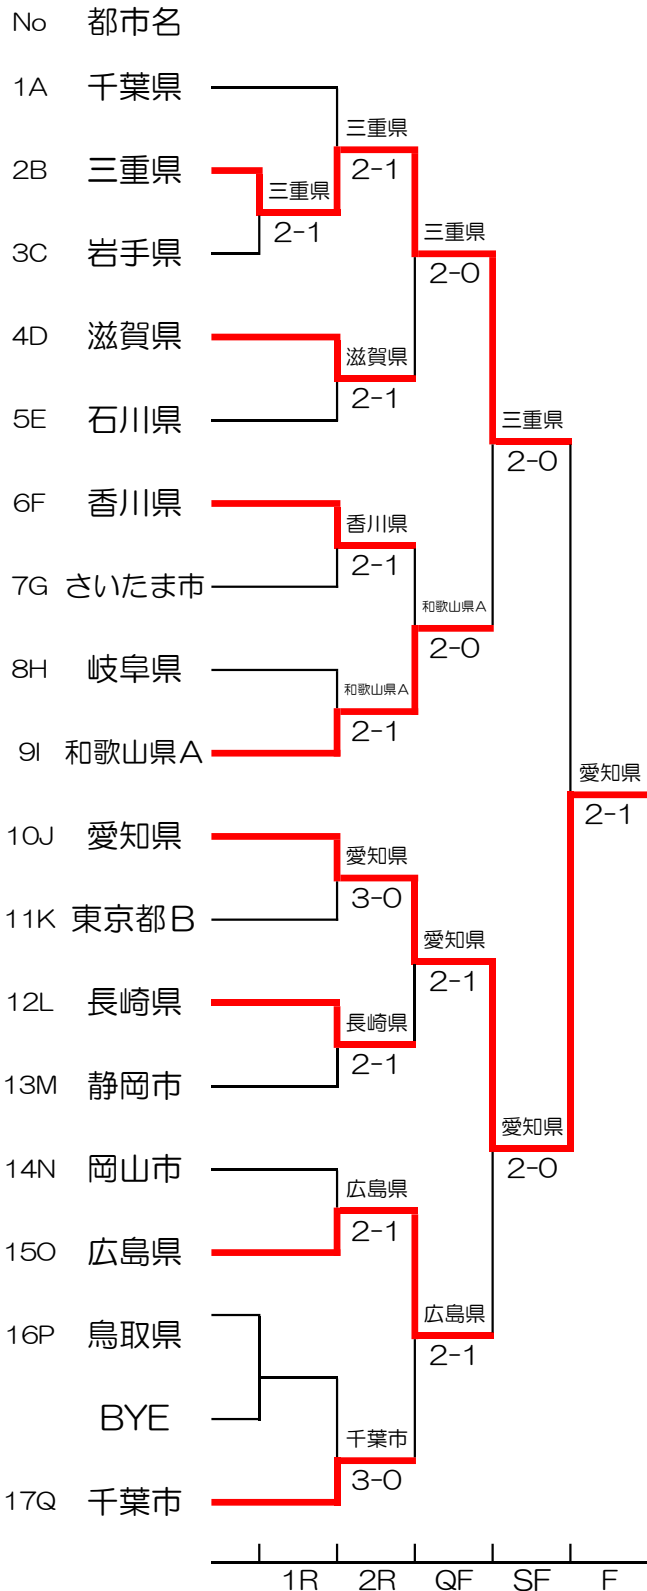 No 都市名
1A 千葉県
三重県
2B 三重県 2-1
三重県
2-1
三重県
3C 岩手県 2-0
4D 滋賀県
滋賀県
2-1
5E 石川県 三重県
2-0
6F 香川県
香川県
2-1
7G さいたま市
和歌山県A
2-0
8H 岐阜県
和歌山県A
2-1
9I 和歌山県A
愛知県
2-1
10J 愛知県
愛知県
3-0
11K 東京都B
愛知県
2-1
12L 長崎県
長崎県
2-1
13M 静岡市
愛知県
14N 岡山市 2-0
広島県
2-1
15O 広島県
広島県
16P 鳥取県
2-1
BYE
千葉市
3-0
17Q 千葉市
1R 2R QF SF F